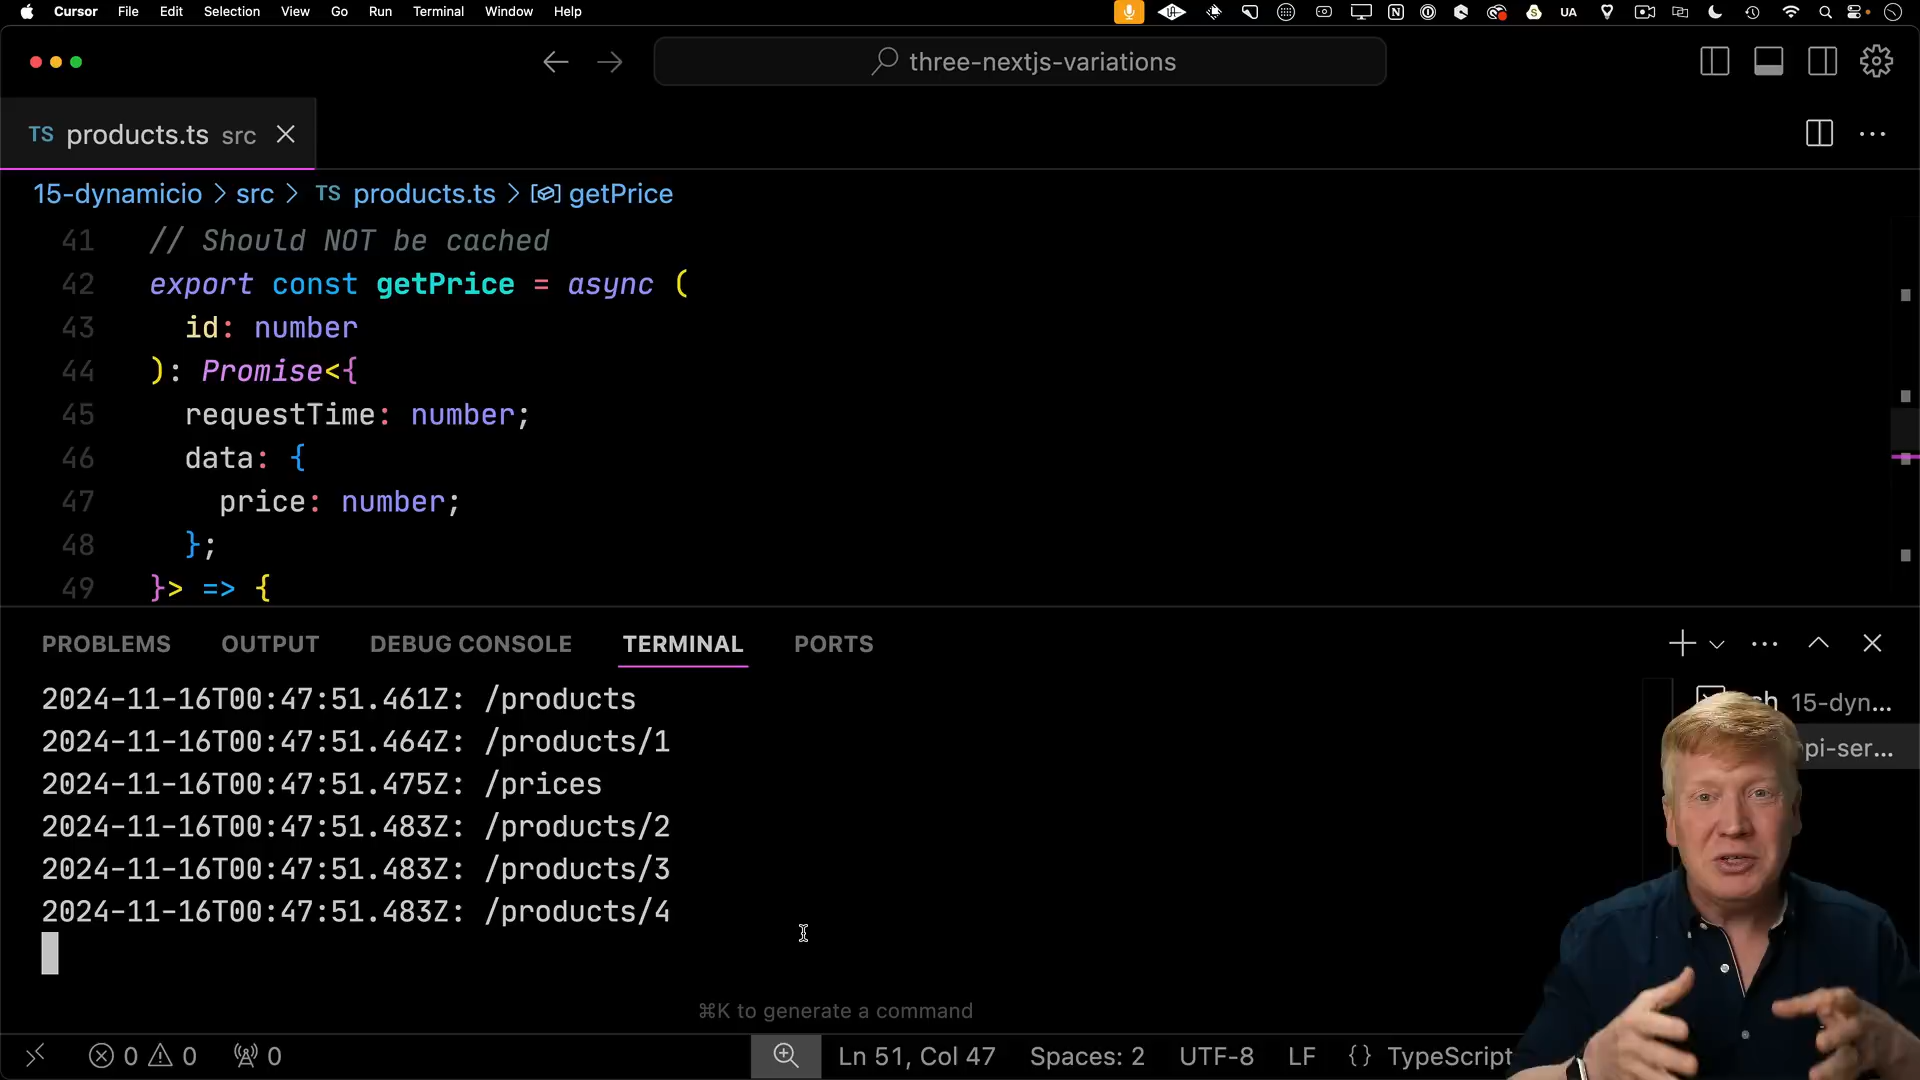 Cursor File Edit Selection View Go Run Terminal Window Help UA
three-nextjs-variations
TS products.ts src
15-dynamicio > src > TS products.ts > getPrice
41 // Should NOT be cached
42 export const getPrice = async (
43 id: number
44 ): Promise<{
45 requestTime: number;
46 data: {
47 price: number;
48 };
49 }> => {
PROBLEMS OUTPUT DEBUG CONSOLE TERMINAL PORTS
2024-11-16T00:47:51.461Z: /products
15-dyn...
2024-11-16T00:47:51.464Z: /products/1
pi-ser...
2024-11-16T00:47:51.475Z: /prices
2024-11-16T00:47:51.483Z: /products/2
2024-11-16T00:47:51.483Z: /products/3
2024-11-16T00:47:51.483Z: /products/4
⌘K to generate a command
0 0 0 Ln 51, Col 47 Spaces: 2 UTF-8 LF {} TypeScript